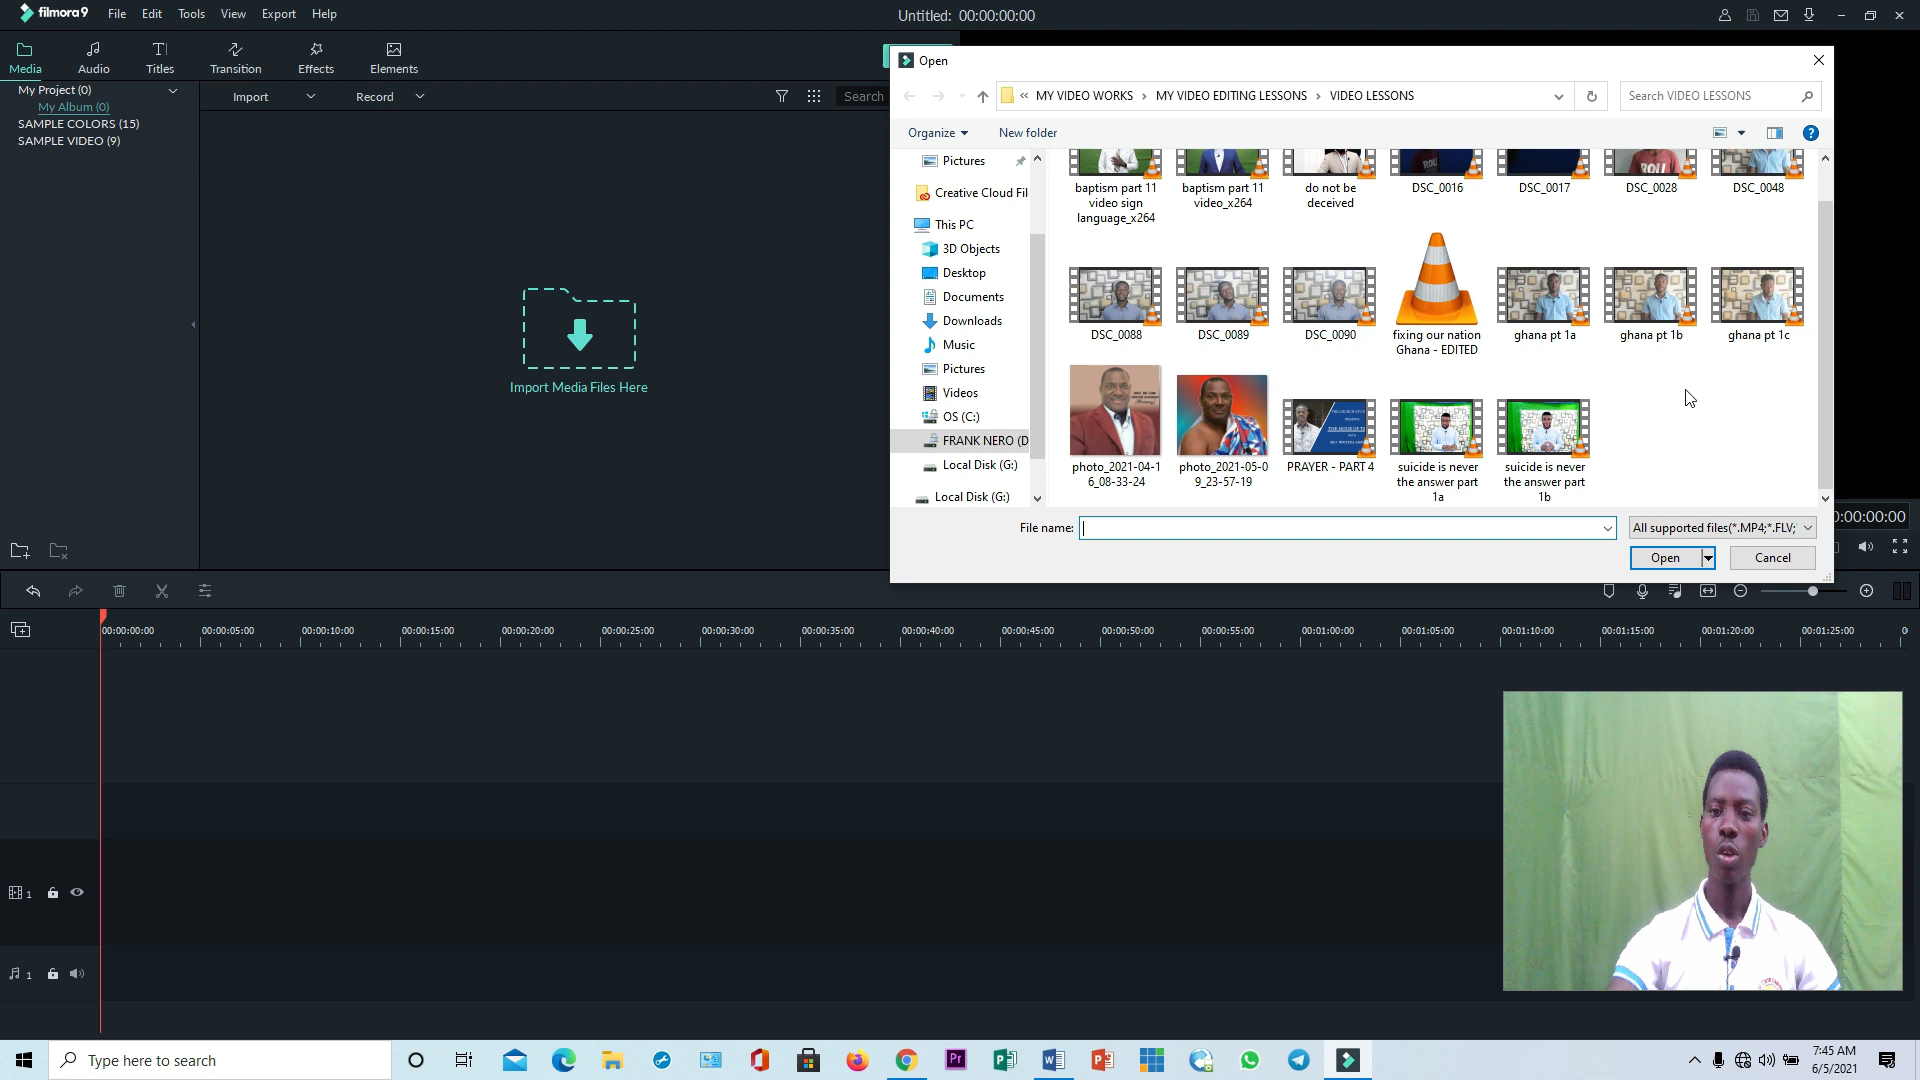 filmora9 File Edit Tools View Export Help
Untitled: 00:00:00:00
Media Audio Titles Transition Effects Elements
My Project (0)
My Album (0)
SAMPLE COLORS (15)
SAMPLE VIDEO (9)
Import Record Search
Import Media Files Here
Open
« MY VIDEO WORKS › MY VIDEO EDITING LESSONS › VIDEO LESSONS
Search VIDEO LESSONS
Organize New folder
Pictures
Creative Cloud Fil
This PC
3D Objects
Desktop
Documents
Downloads
Music
Pictures
Videos
OS (C:)
FRANK NERO (D
Local Disk (G:)
Local Disk (G:)
baptism part 11
video sign
language_x264
baptism part 11
video_x264
do not be
deceived
DSC_0016
DSC_0017
DSC_0028
DSC_0048
DSC_0088
DSC_0089
DSC_0090
fixing our nation
Ghana - EDITED
ghana pt 1a
ghana pt 1b
ghana pt 1c
photo_2021-04-1
6_08-33-24
photo_2021-05-0
9_23-57-19
PRAYER - PART 4
suicide is never
the answer part
1a
suicide is never
the answer part
1b
File name:
All supported files(*.MP4;*.FLV;
Open Cancel
0:00:00:00
00:00:00:00 00:00:05:00 00:00:10:00 00:00:15:00 00:00:20:00 00:00:25:00 00:00:30:00 00:00:35:00 00:00:40:00 00:00:45:00 00:00:50:00 00:00:55:00 00:01:00:00 00:01:05:00 00:01:10:00 00:01:15:00 00:01:20:00 00:01:25:00
1
1
Type here to search
Pr
7:45 AM
6/5/2021